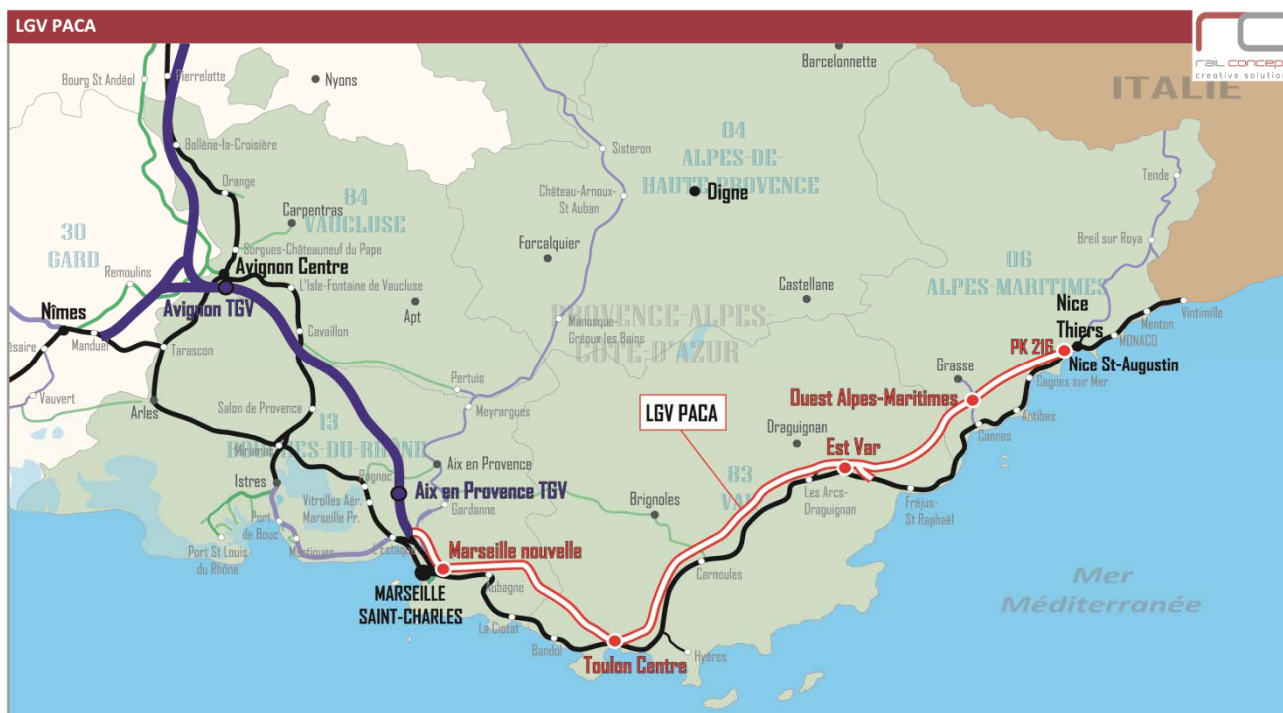 LGV PACA
rail concept
creative solution
Barcelonnette
ITALIE
Bourg St Andéol
Pierrelatte
Nyons
Bollène-la-Croisière
04
ALPES-DE-
HAUTE-PROVENCE
Sisteron
Tende
Orange
84
VAUCLUSE
Carpentras
Château-Arnoux-
St Auban
Digne
30
GARD
Sorgues-Châteauneuf du Pape
Forcalquier
Breil sur Roya
Remoulins
Avignon Centre
L'Isle-Fontaine de Vaucluse
06
ALPES-MARITIMES
Avignon TGV
Nîmes
Manduel
Apt
Castellane
Nice
Thiers
Menton
Vintimille
MONACO
PROVENCE-ALPES-
CÔTE-D'AZUR
Manosque-
Gréoux les Bains
Cavaillon
Tarascon
PK 216
Nice St-Augustin
Cagnes sur Mer
Grasse
Vauvert
Arles
Pertuis
Meyrargues
Salon de Provence
Ouest Alpes-Maritimes
Antibes
Cannes
LGV PACA
13
BOUCHES-DU-RHÔNE
Miramas
Draguignan
Est Var
Aix en Provence
Istres
Rognac
Aix en Provence TGV
83
VAR
Les Arcs-
Draguignan
Fréjus-
St Raphaël
Vitrolles Aér.
Marseille Pr.
Gardanne
Brignoles
Port
de Bouc
Port St Louis
du Rhône
Martigues
L'Estaque
Marseille nouvelle
Carnoules
Mer
Méditerranée
MARSEILLE
SAINT-CHARLES
Aubagne
La Ciotat
Bandol
Toulon Centre
Hyères